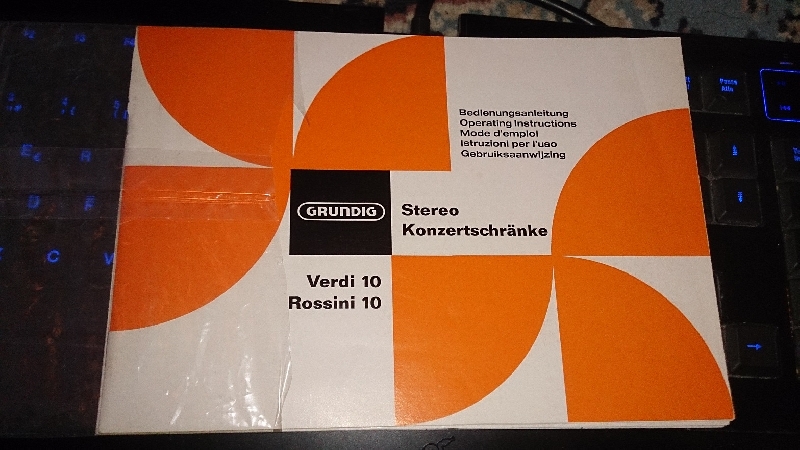 Bedienungsanleitung
Operating Instructions
Mode d'emploi
Istruzioni per l'uso
Gebruiksaanwijzing
GRUNDIG
Stereo
Konzertschränke
Verdi 10
Rossini 10